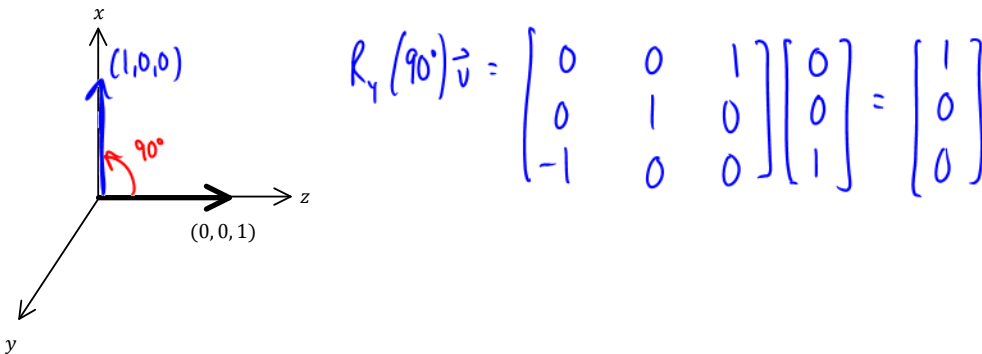 x
(1,0,0)
90°
z
(0, 0, 1)
y
R_y (90°) v⃗ = [0 0 1; 0 1 0; -1 0 0] [0; 0; 1] = [1; 0; 0]